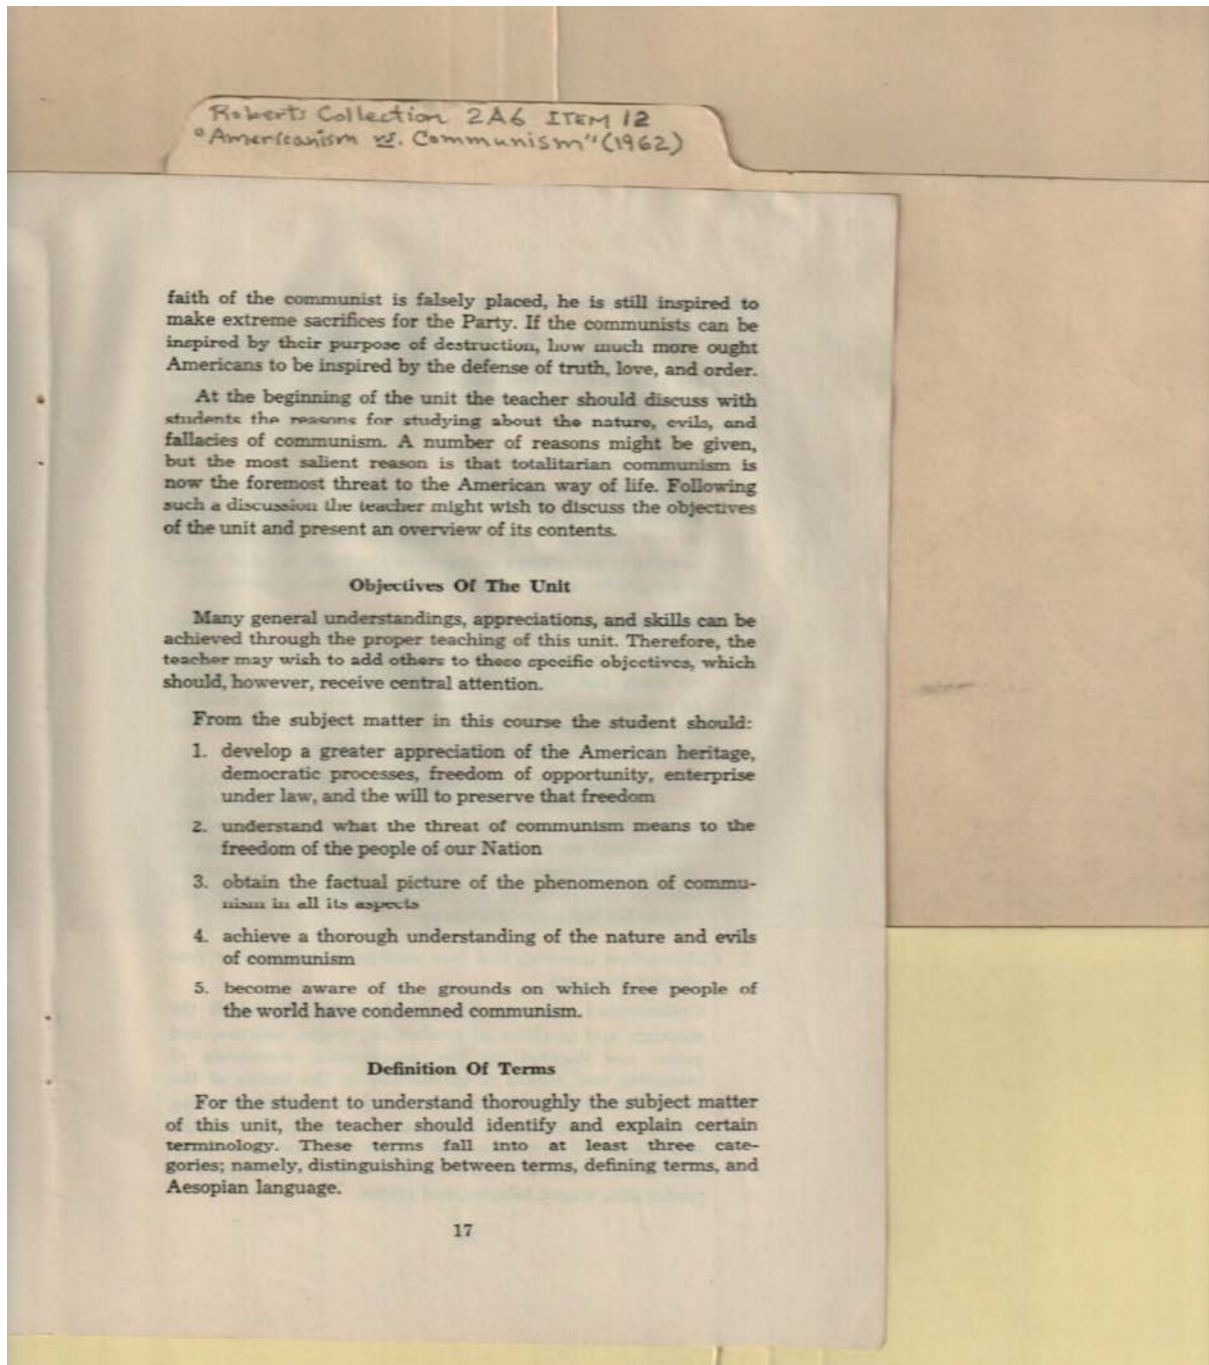 Roberts Collection 2A6 ITEM 12
"Americanism vs. Communism" (1962)
faith of the communist is falsely placed, he is still inspired to
make extreme sacrifices for the Party. If the communists can be
inspired by their purpose of destruction, how much more ought
Americans to be inspired by the defense of truth, love, and order.
At the beginning of the unit the teacher should discuss with
students the reasons for studying about the nature, evils, and
fallacies of communism. A number of reasons might be given,
but the most salient reason is that totalitarian communism is
now the foremost threat to the American way of life. Following
such a discussion the teacher might wish to discuss the objectives
of the unit and present an overview of its contents.
Objectives Of The Unit
Many general understandings, appreciations, and skills can be
achieved through the proper teaching of this unit. Therefore, the
teacher may wish to add others to these specific objectives, which
should, however, receive central attention.
From the subject matter in this course the student should:
1. develop a greater appreciation of the American heritage,
democratic processes, freedom of opportunity, enterprise
under law, and the will to preserve that freedom
2. understand what the threat of communism means to the
freedom of the people of our Nation
3. obtain the factual picture of the phenomenon of commu-
nism in all its aspects
4. achieve a thorough understanding of the nature and evils
of communism
5. become aware of the grounds on which free people of
the world have condemned communism.
Definition Of Terms
For the student to understand thoroughly the subject matter
of this unit, the teacher should identify and explain certain
terminology. These terms fall into at least three cate-
gories; namely, distinguishing between terms, defining terms, and
Aesopian language.
17